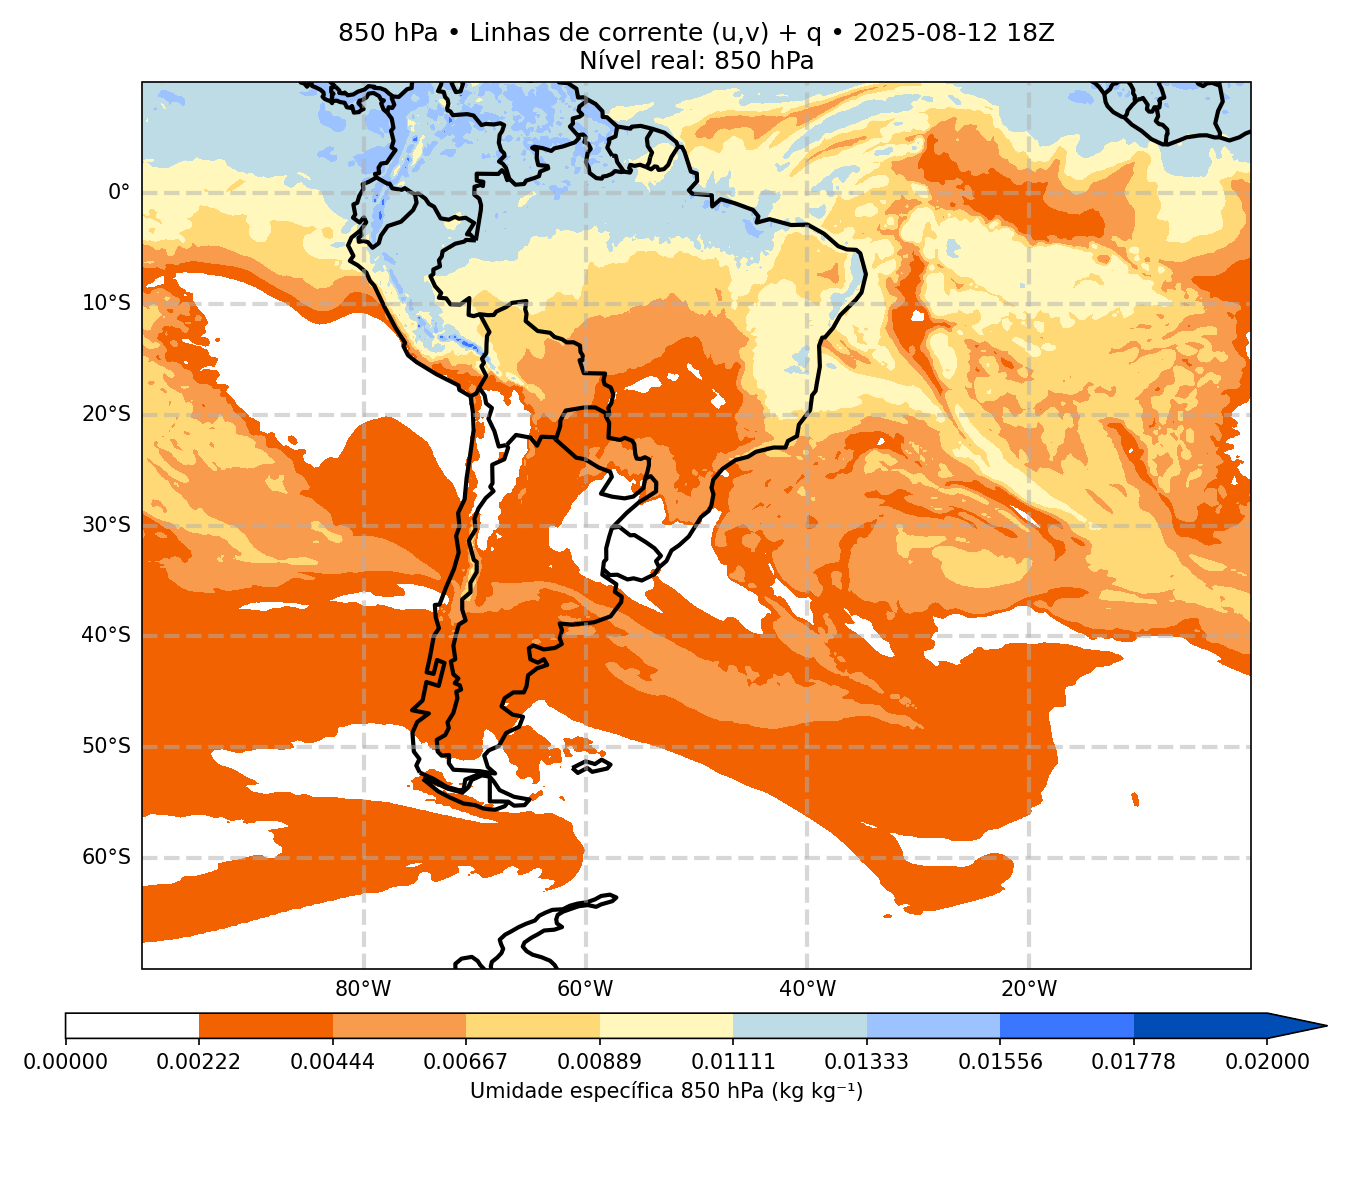 850 hPa • Linhas de corrente (u,v) + q • 2025-08-12 18Z
Nível real: 850 hPa
0°
10°S
20°S
30°S
40°S
50°S
60°S
80°W 60°W 40°W 20°W
0.00000 0.00222 0.00444 0.00667 0.00889 0.01111 0.01333 0.01556 0.01778 0.02000
Umidade específica 850 hPa (kg kg⁻¹)